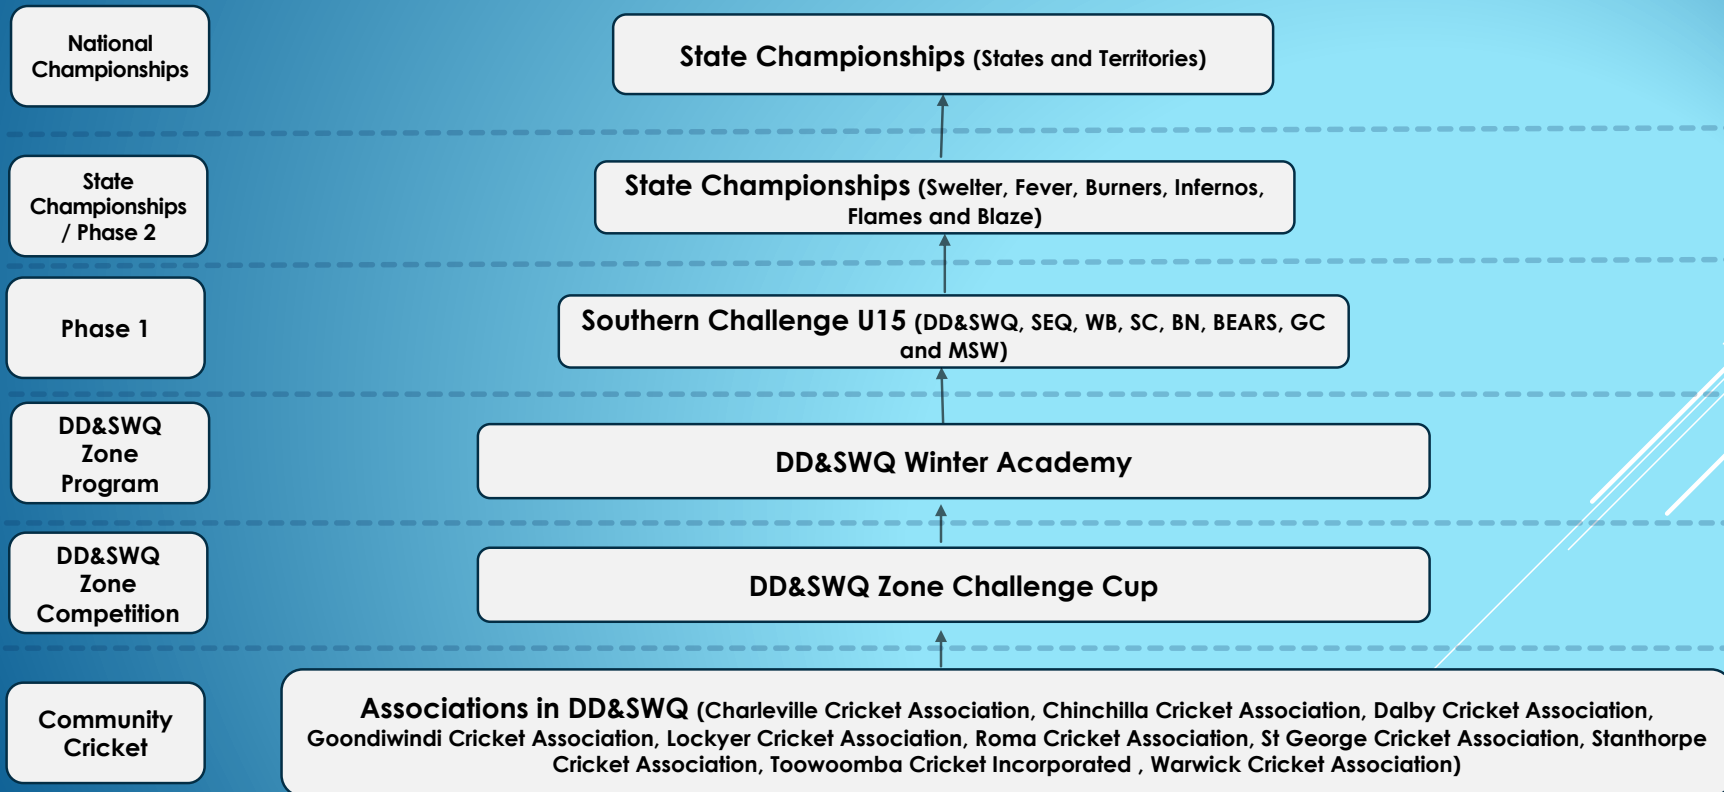 National
Championships
State Championships (States and Territories)
State
Championships
/ Phase 2
State Championships (Swelter, Fever, Burners, Infernos,
Flames and Blaze)
Phase 1
Southern Challenge U15 (DD&SWQ, SEQ, WB, SC, BN, BEARS, GC
and MSW)
DD&SWQ
Zone
Program
DD&SWQ Winter Academy
DD&SWQ
Zone
Competition
DD&SWQ Zone Challenge Cup
Community
Cricket
Associations in DD&SWQ (Charleville Cricket Association, Chinchilla Cricket Association, Dalby Cricket Association,
Goondiwindi Cricket Association, Lockyer Cricket Association, Roma Cricket Association, St George Cricket Association, Stanthorpe
Cricket Association, Toowoomba Cricket Incorporated , Warwick Cricket Association)